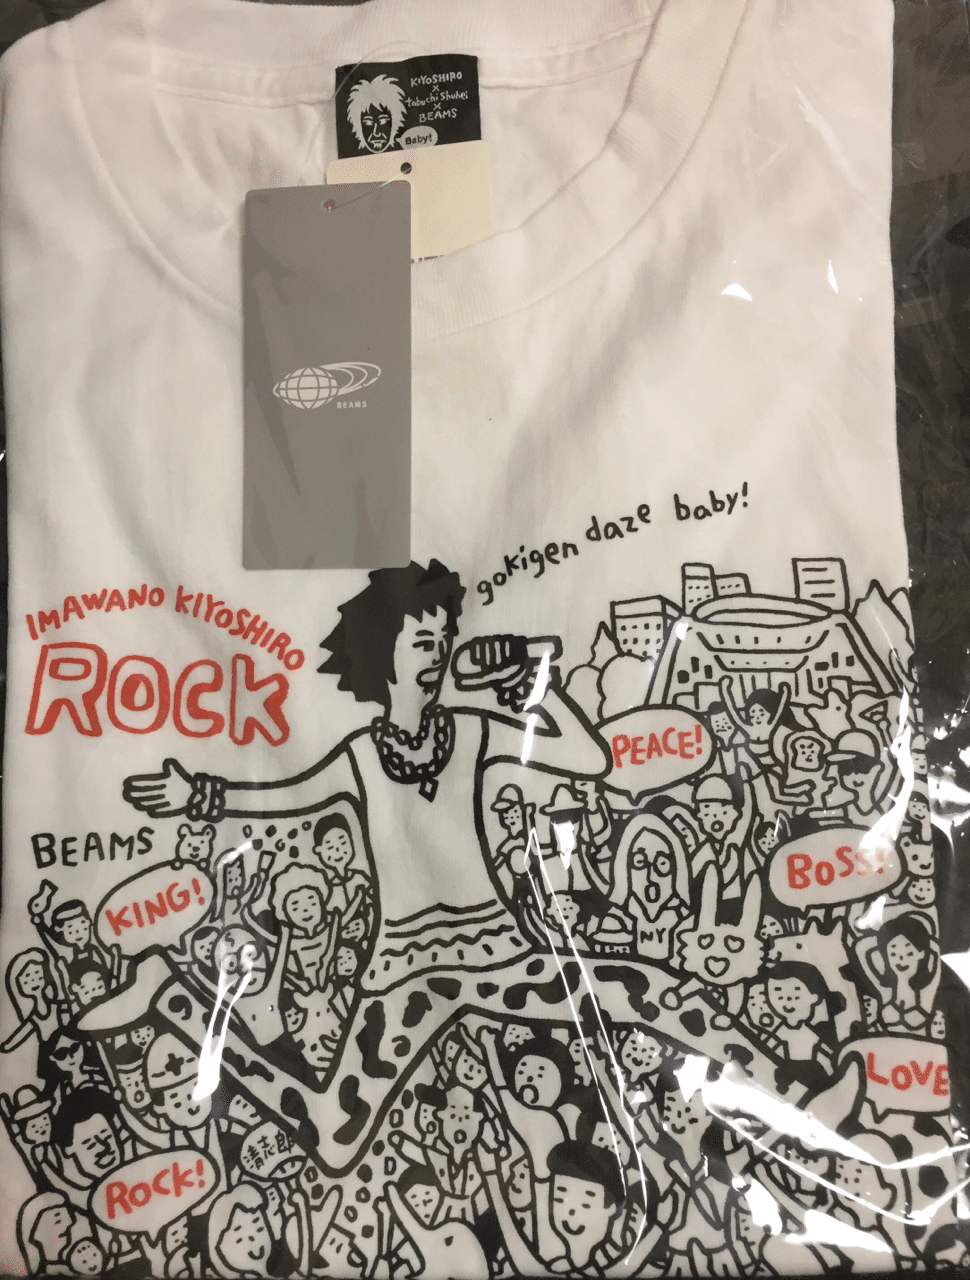 KIYOSHIRO
×
tabuchi Shuhei
×
BEAMS
Baby!
BEAMS
gokigen daze baby!
IMAWANO KIYOSHIRO
ROCK
PEACE!
BEAMS
KING!
BOSS!
NY
LOVE
清志郎
Rock!